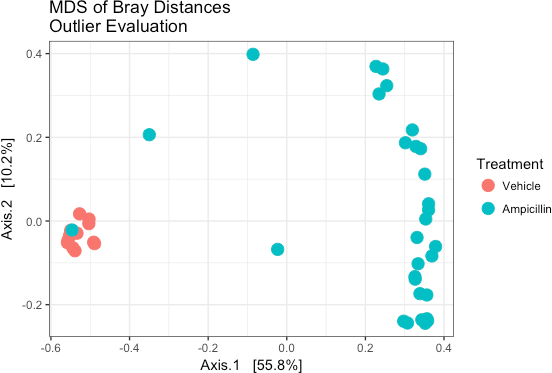 MDS of Bray Distances
Outlier Evaluation
0.4
0.2
0.0
-0.2
Axis.2 [10.2%]
-0.6
-0.4
-0.2
0.0
0.2
0.4
Axis.1 [55.8%]
Treatment
Vehicle
Ampicillin